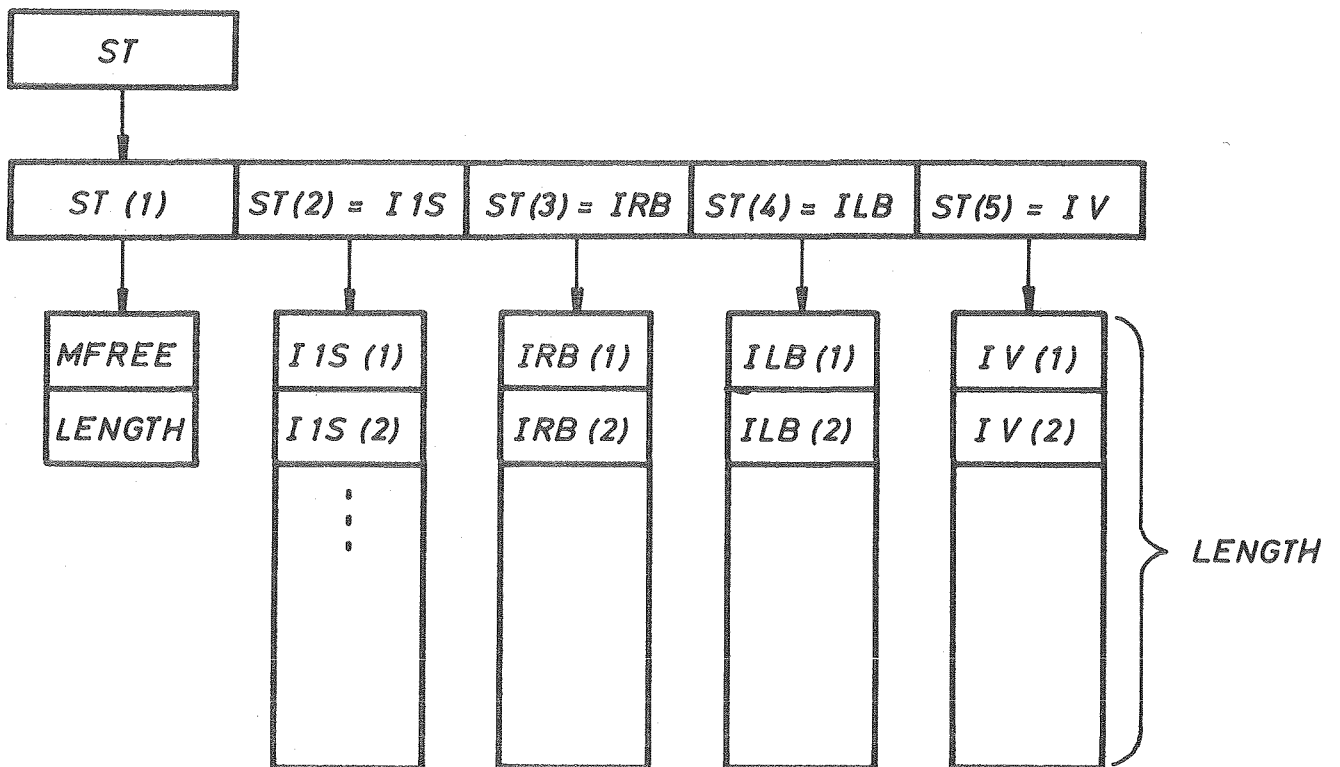 ST
ST (1) ST(2) = I1S ST(3) = IRB ST(4) = ILB ST(5) = IV
MFREE I1S (1) IRB (1) ILB (1) IV (1)
LENGTH I1S (2) IRB (2) ILB (2) IV (2)
LENGTH